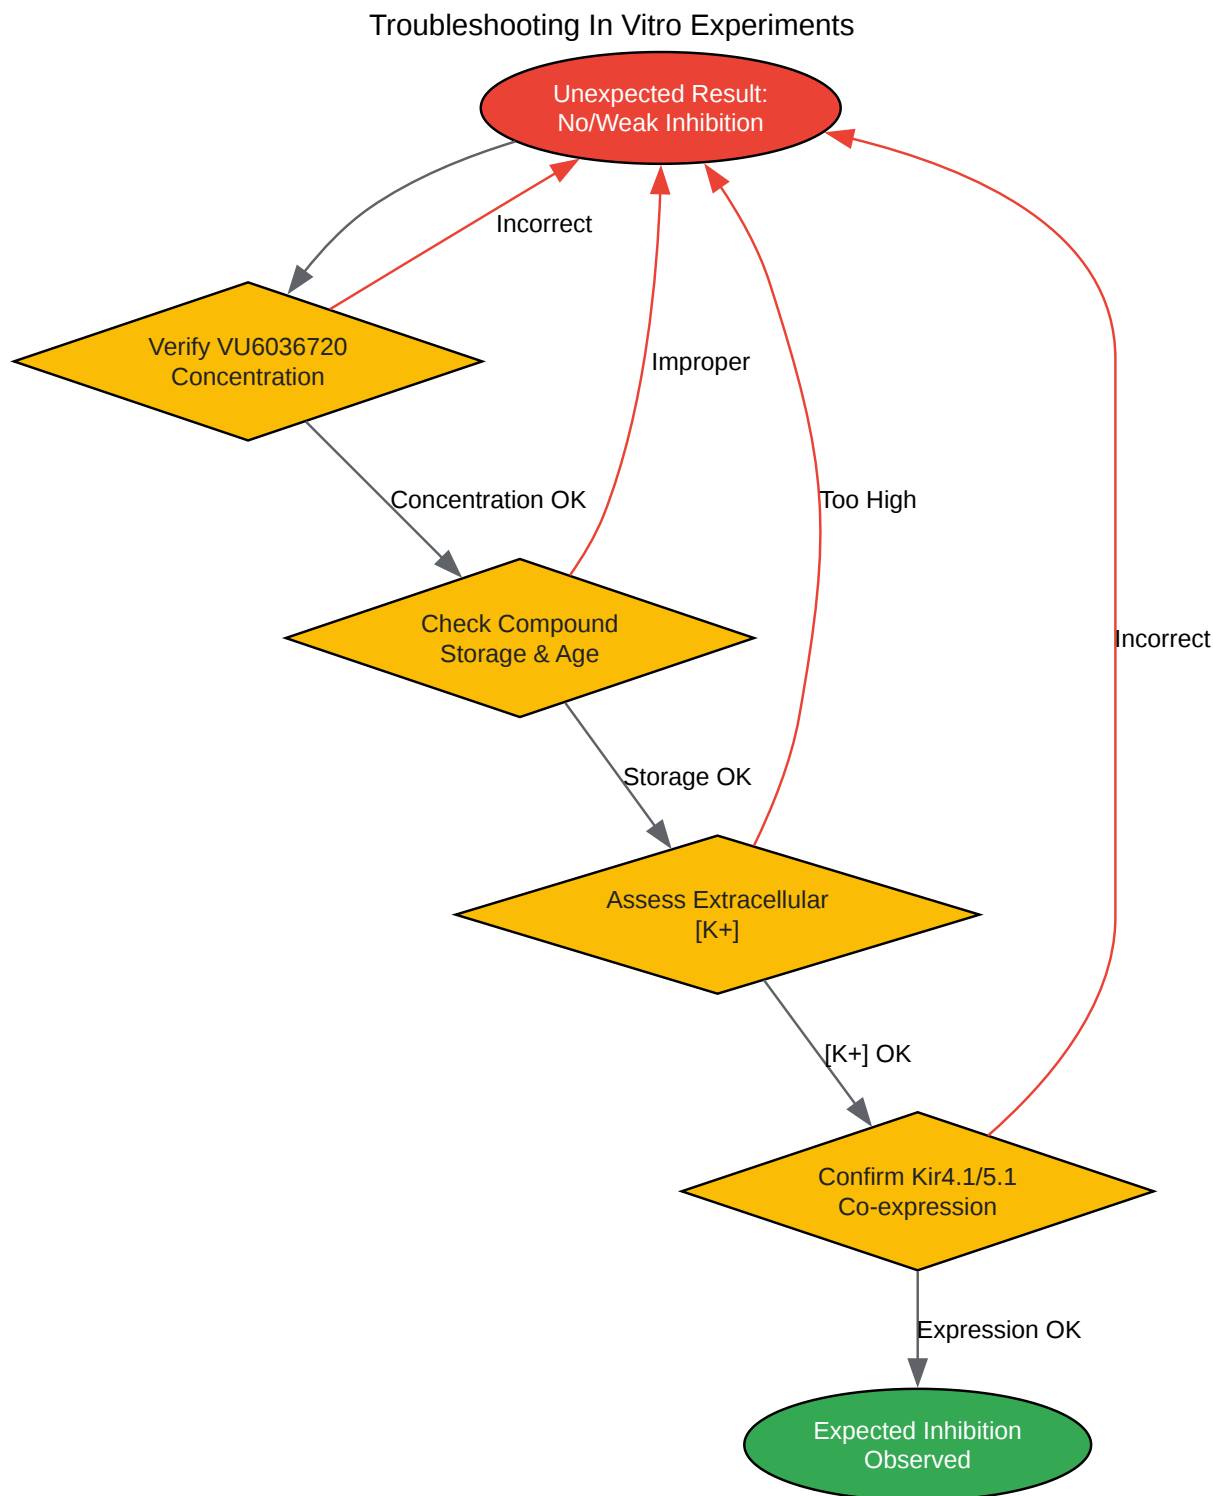 Troubleshooting In Vitro Experiments
Unexpected Result:
No/Weak Inhibition
Incorrect
Verify VU6036720
Concentration
Improper
Concentration OK
Too High
Check Compound
Storage & Age
Incorrect
Storage OK
Assess Extracellular
[K+]
[K+] OK
Confirm Kir4.1/5.1
Co-expression
Expression OK
Expected Inhibition
Observed